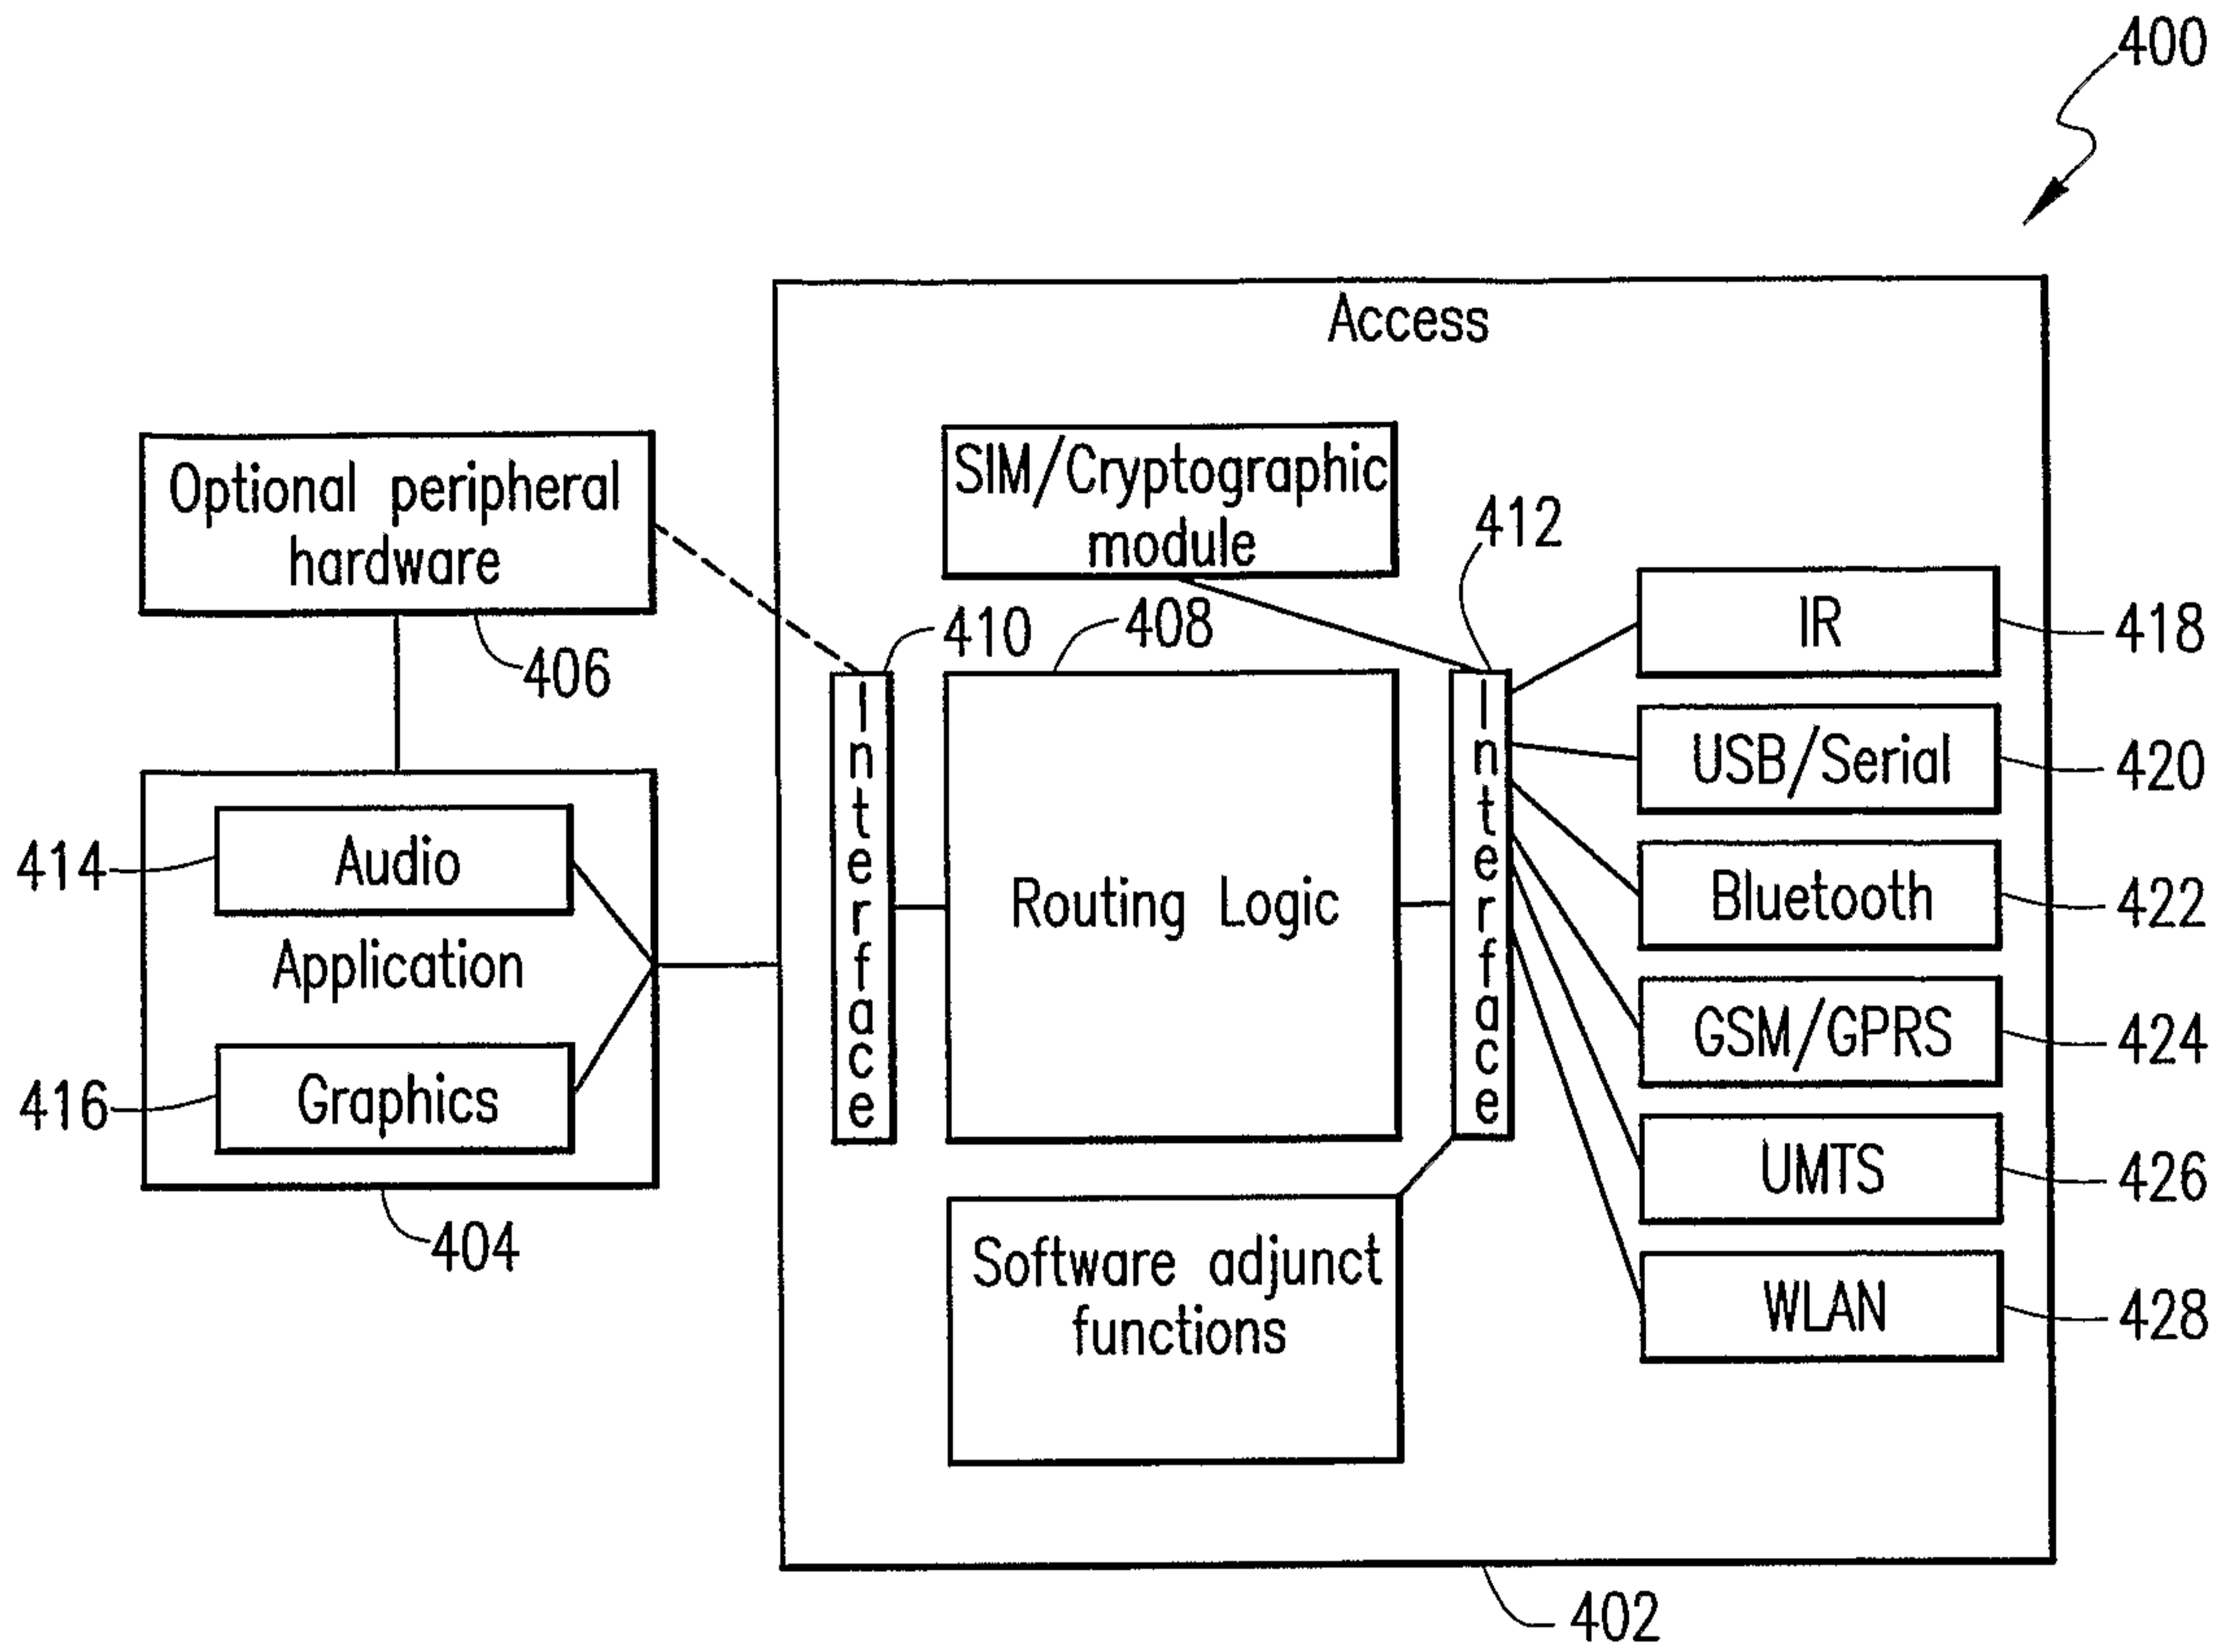 400
Access
SIM/Cryptographic
module
Optional peripheral
hardware
406
410
408
412
Interface
Routing Logic
Interface
IR
418
USB/Serial
420
Bluetooth
422
GSM/GPRS
424
UMTS
426
WLAN
428
414
Audio
Application
416
Graphics
404
Software adjunct
functions
402